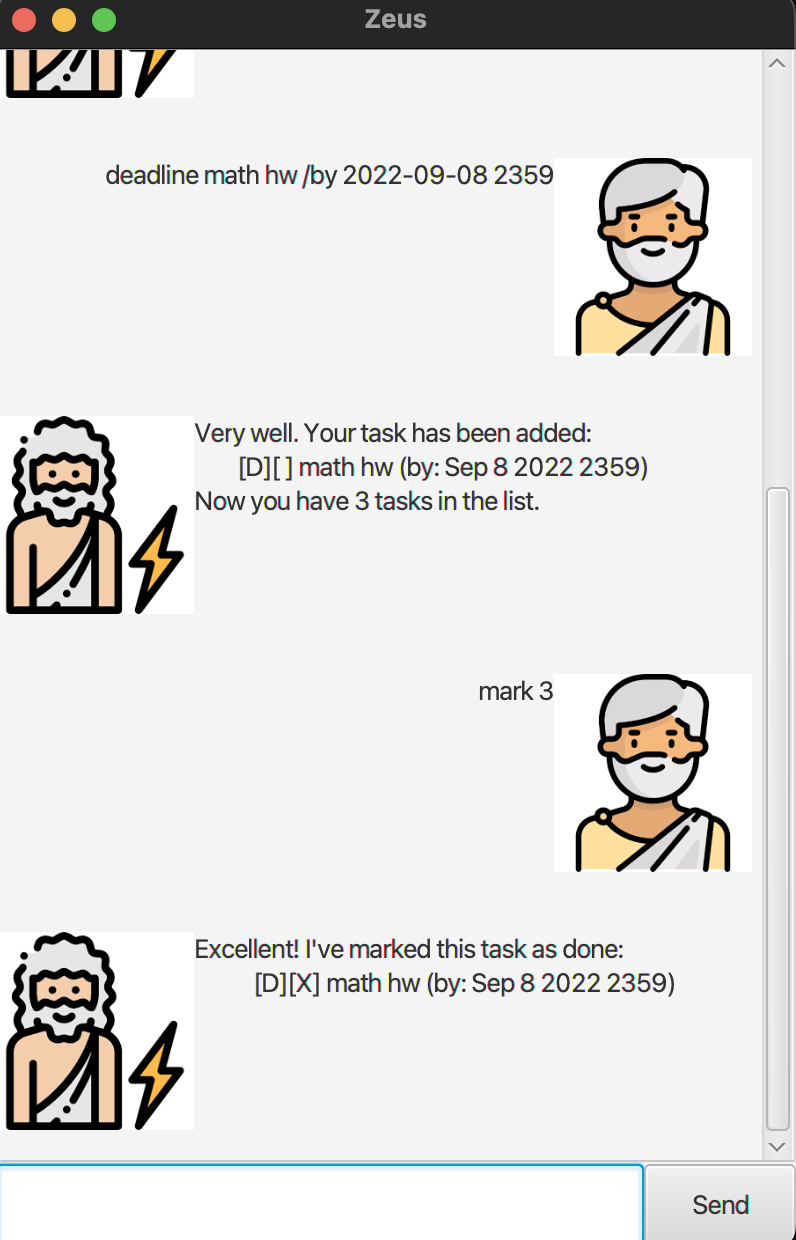 Zeus
deadline math hw /by 2022-09-08 2359
Very well. Your task has been added:
[D][ ] math hw (by: Sep 8 2022 2359)
Now you have 3 tasks in the list.
mark 3
Excellent! I've marked this task as done:
[D][X] math hw (by: Sep 8 2022 2359)
Send